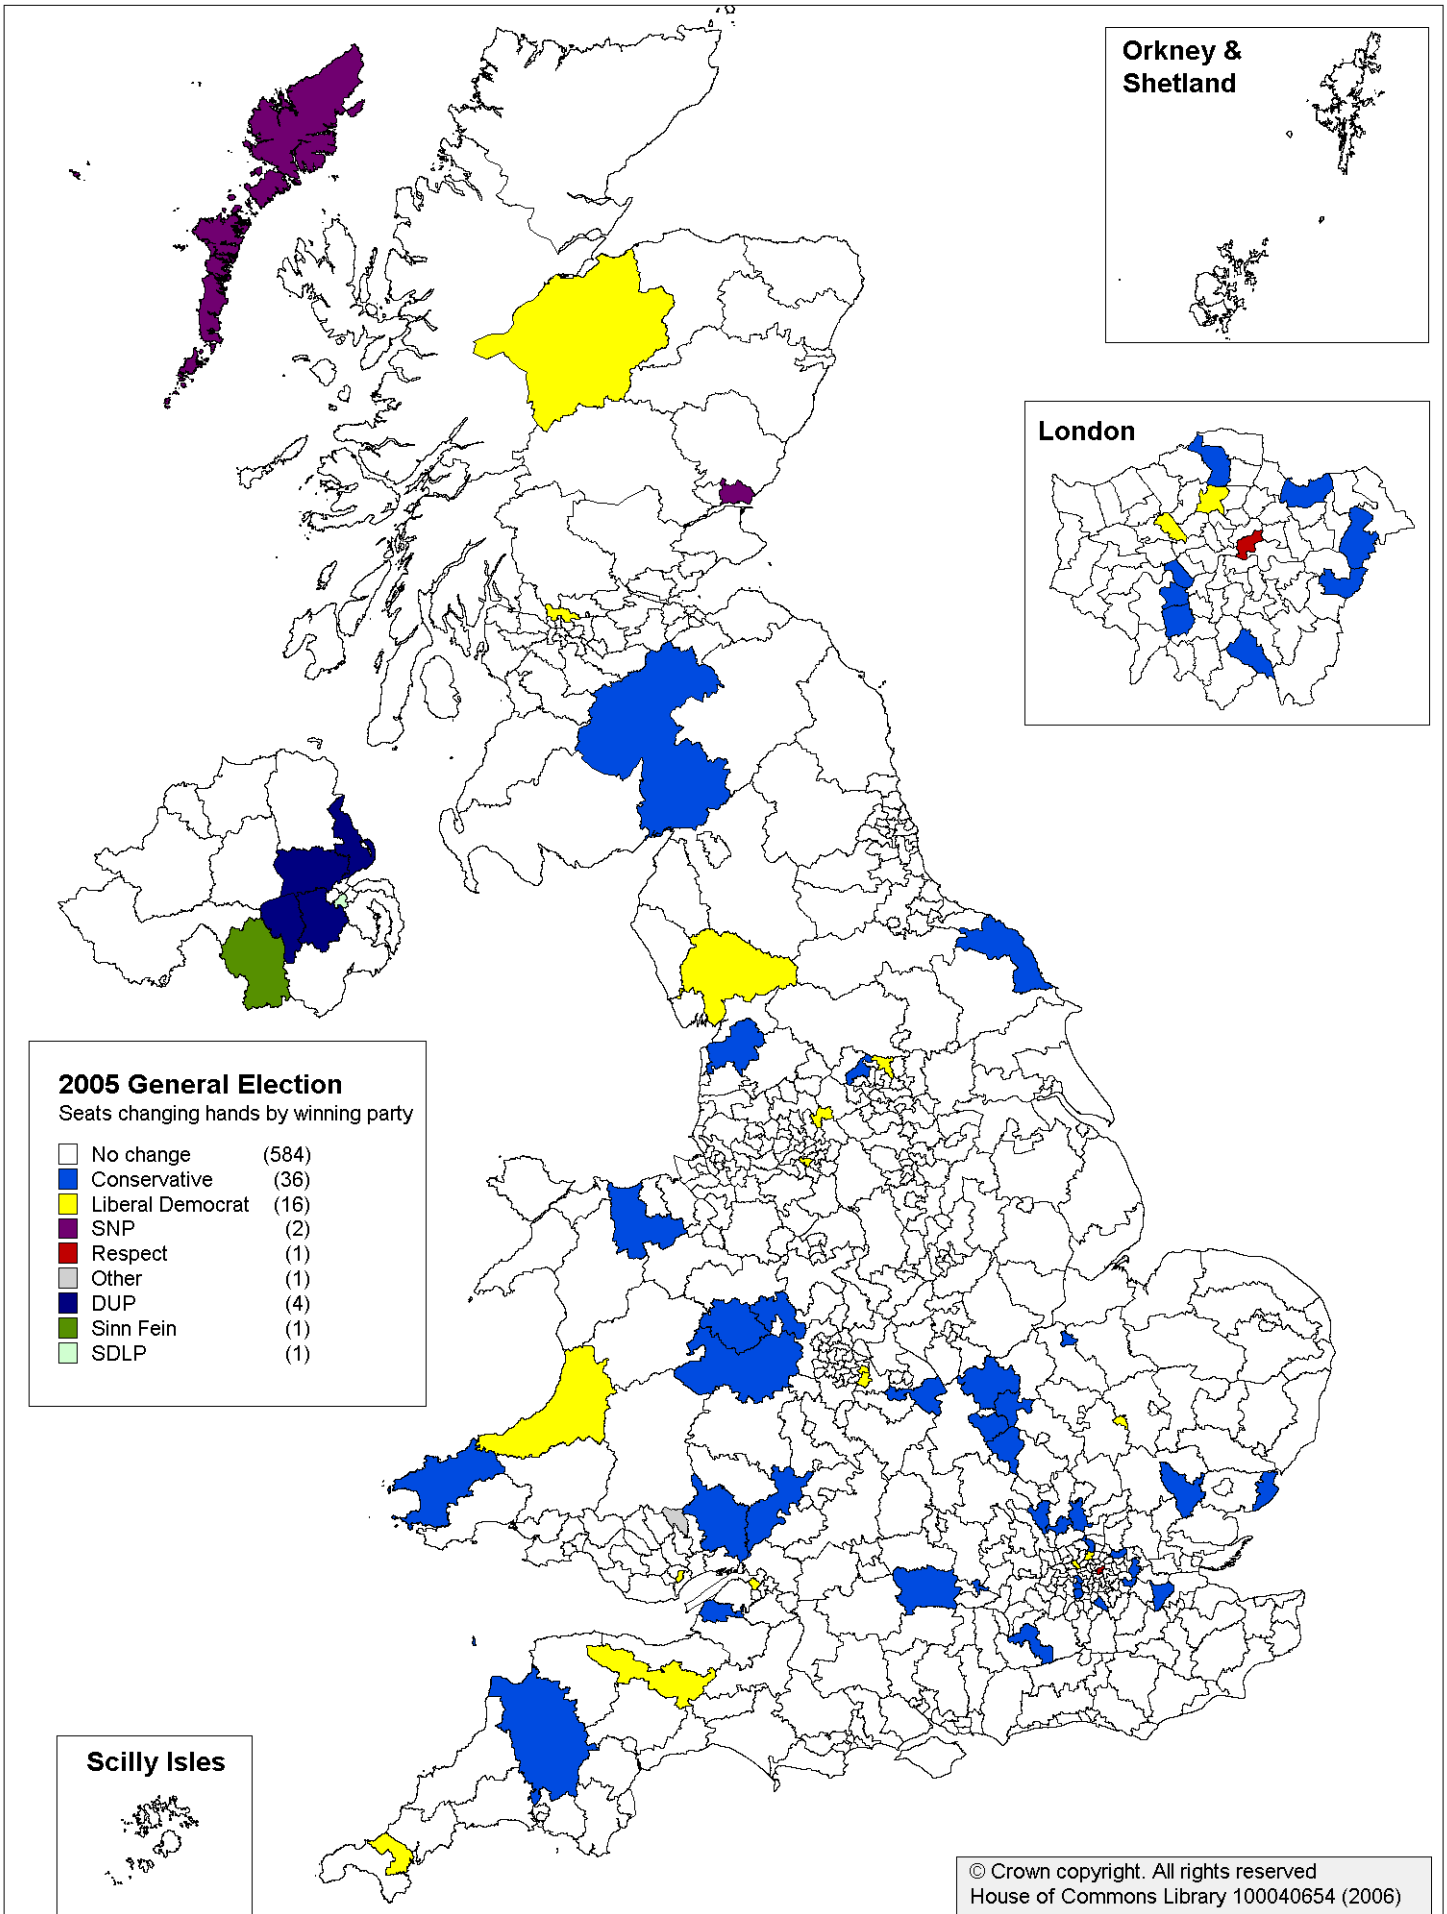 Orkney &
Shetland
London
2005 General Election
Seats changing hands by winning party
No change (584)
Conservative (36)
Liberal Democrat (16)
SNP (2)
Respect (1)
Other (1)
DUP (4)
Sinn Fein (1)
SDLP (1)
Scilly Isles
© Crown copyright. All rights reserved
House of Commons Library 100040654 (2006)